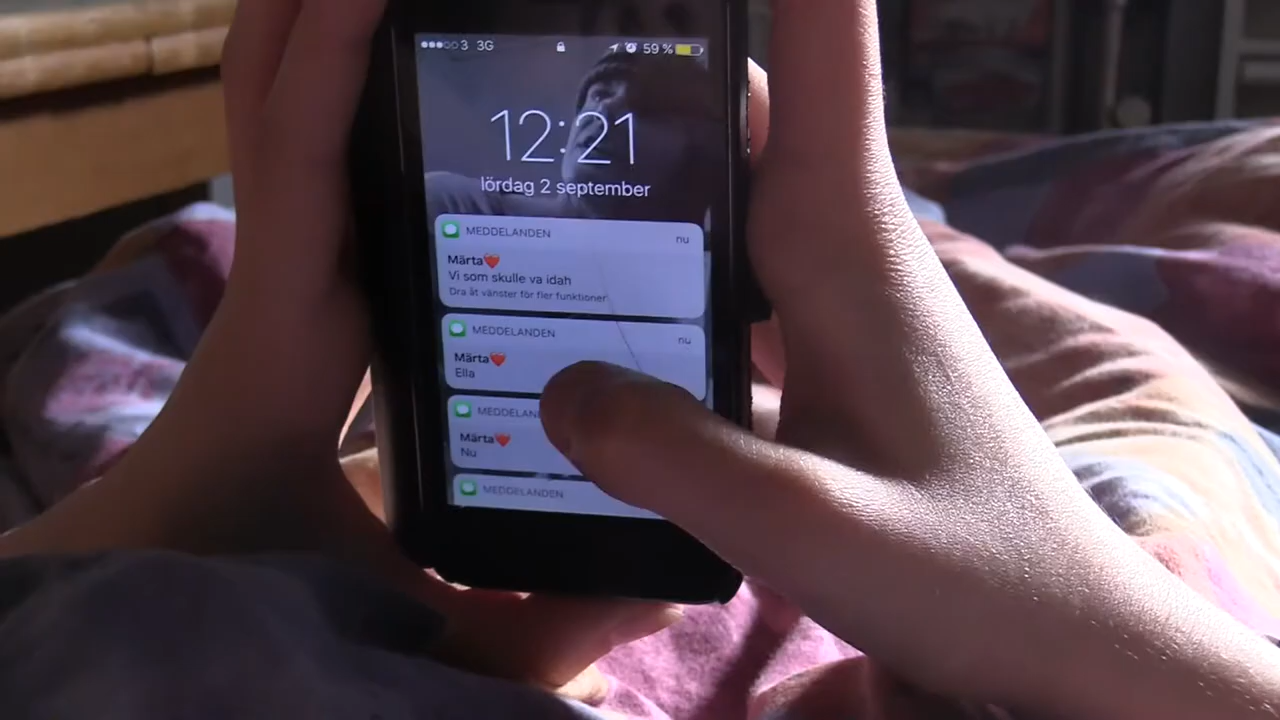 3 3G 59 %
12:21
lördag 2 september
MEDDELANDEN nu
Märta❤️
Vi som skulle va idah
Dra åt vänster för fler funktioner
MEDDELANDEN nu
Märta❤️
Ella
MEDDELAN
Märta❤️
Nu
MEDDELANDEN